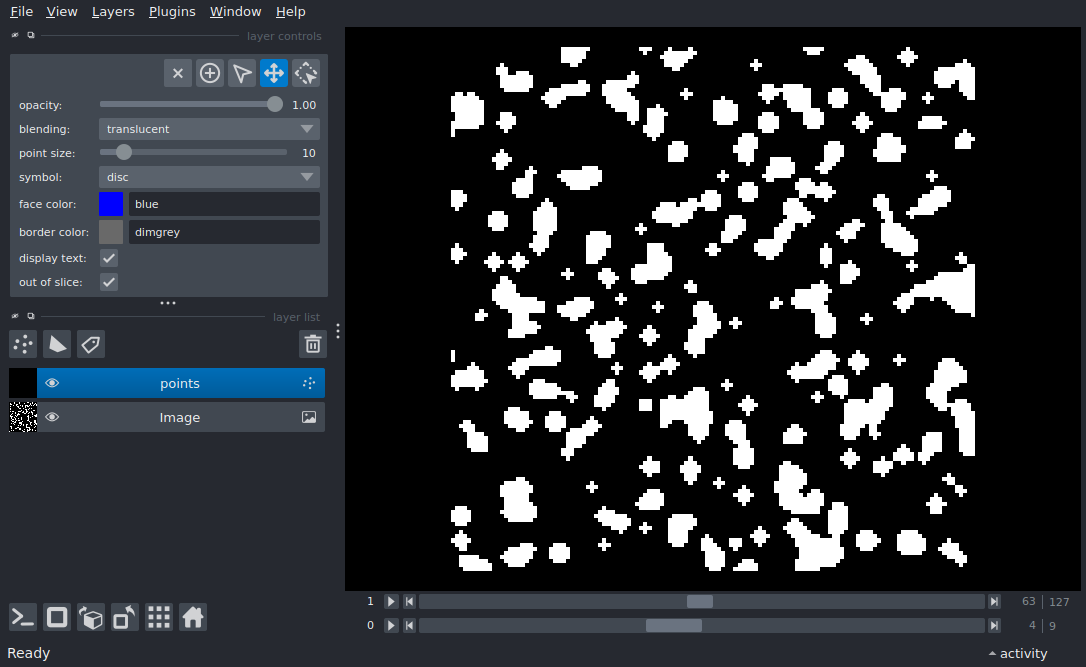 File View Layers Plugins Window Help
layer controls
opacity: 1.00
blending: translucent
point size: 10
symbol: disc
face color: blue
border color: dimgrey
display text:
out of slice:
layer list
points
Image
1 63 127
0 4 9
Ready activity